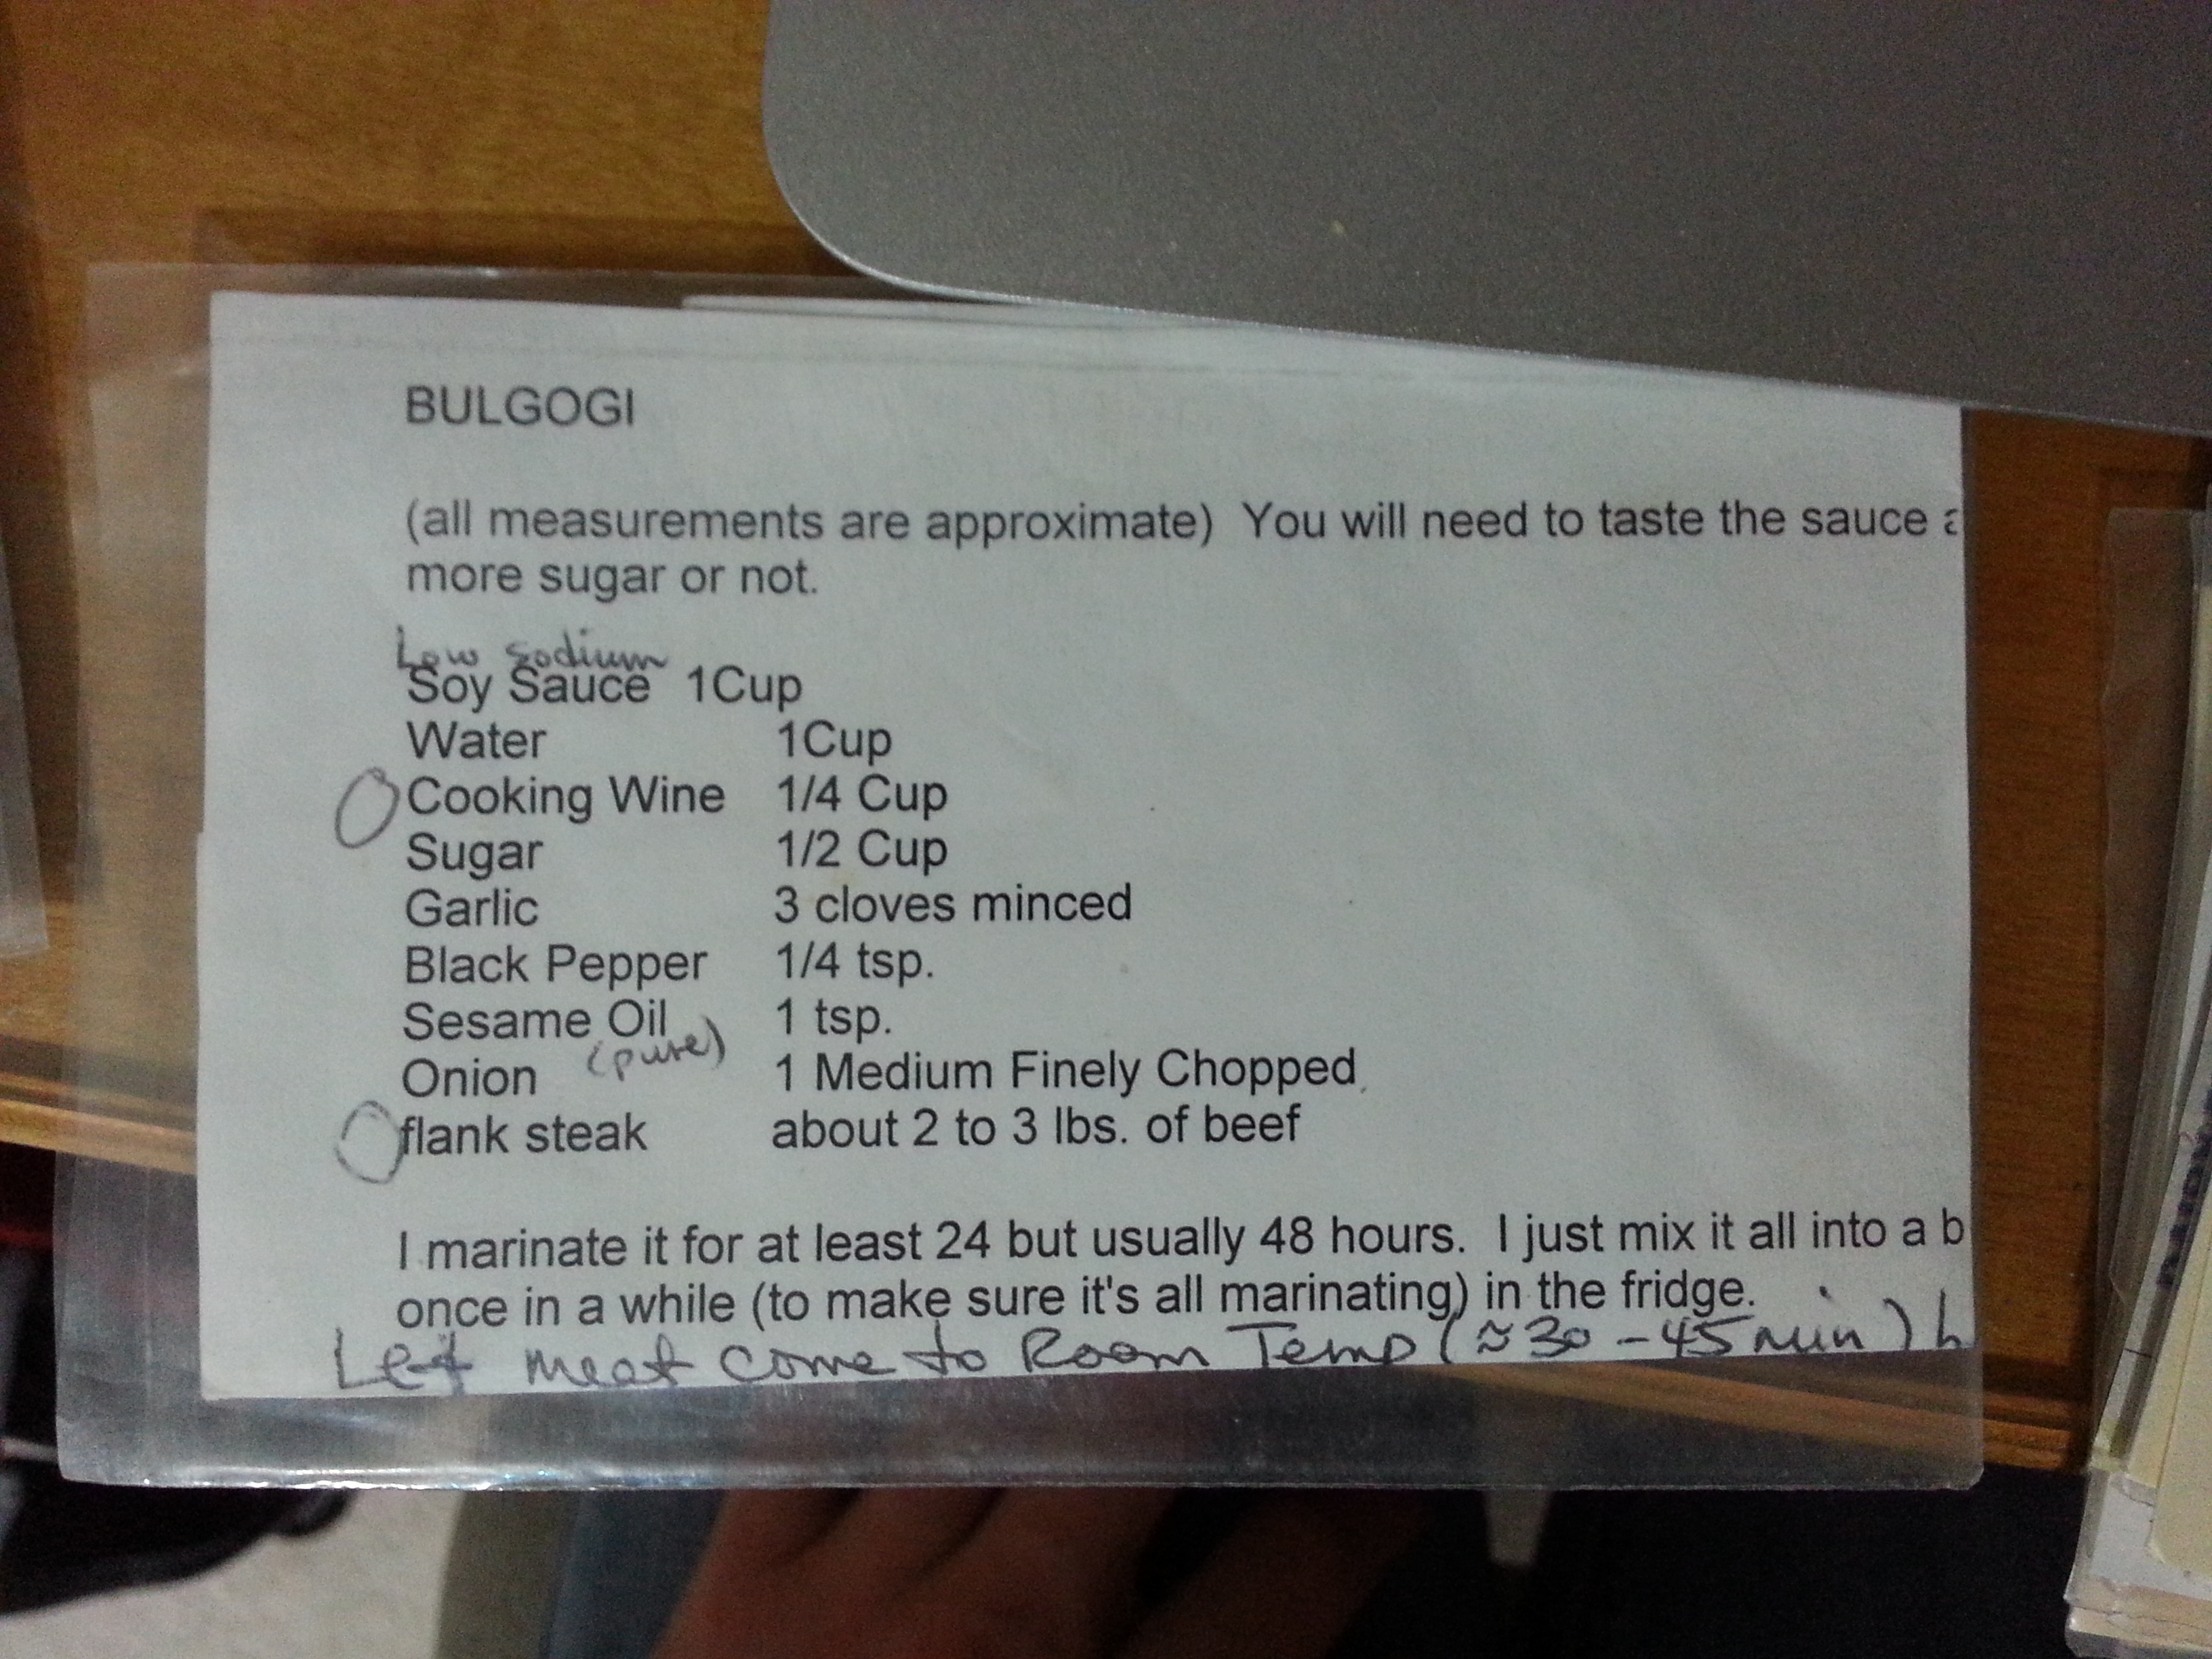 BULGOGI
(all measurements are approximate) You will need to taste the sauce
more sugar or not.
Low sodium
Soy Sauce 1Cup
Water 1Cup
Cooking Wine 1/4 Cup
Sugar 1/2 Cup
Garlic 3 cloves minced
Black Pepper 1/4 tsp.
Sesame Oil 1 tsp.
(pure)
Onion 1 Medium Finely Chopped
flank steak about 2 to 3 lbs. of beef
I marinate it for at least 24 but usually 48 hours. I just mix it all into a b
once in a while (to make sure it's all marinating) in the fridge.
Let meat come to Room Temp (≈30-45 min)